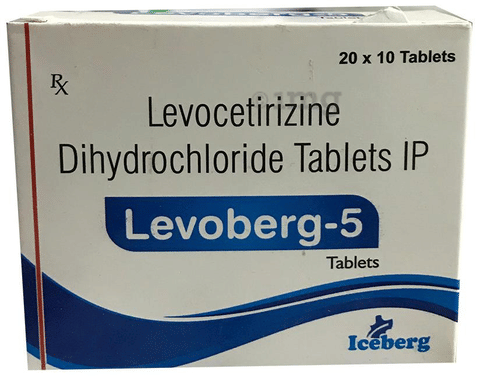 20 x 10 Tablets
Rx
Levocetirizine
Dihydrochloride Tablets IP
Levoberg-5
Tablets
Iceberg